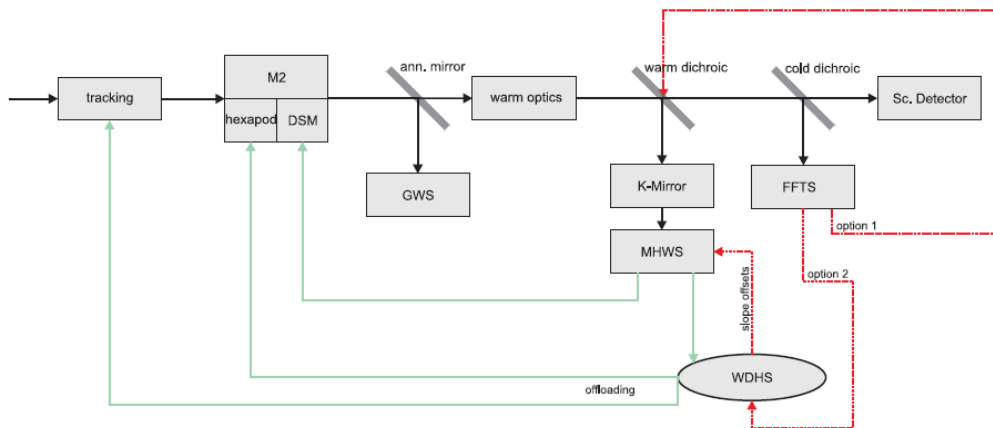 ann. mirror
warm dichroic
cold dichroic
tracking
M2
hexapod
DSM
warm optics
Sc. Detector
GWS
K-Mirror
FFTS
option 1
MHWS
option 2
slope offsets
WDHS
offloading